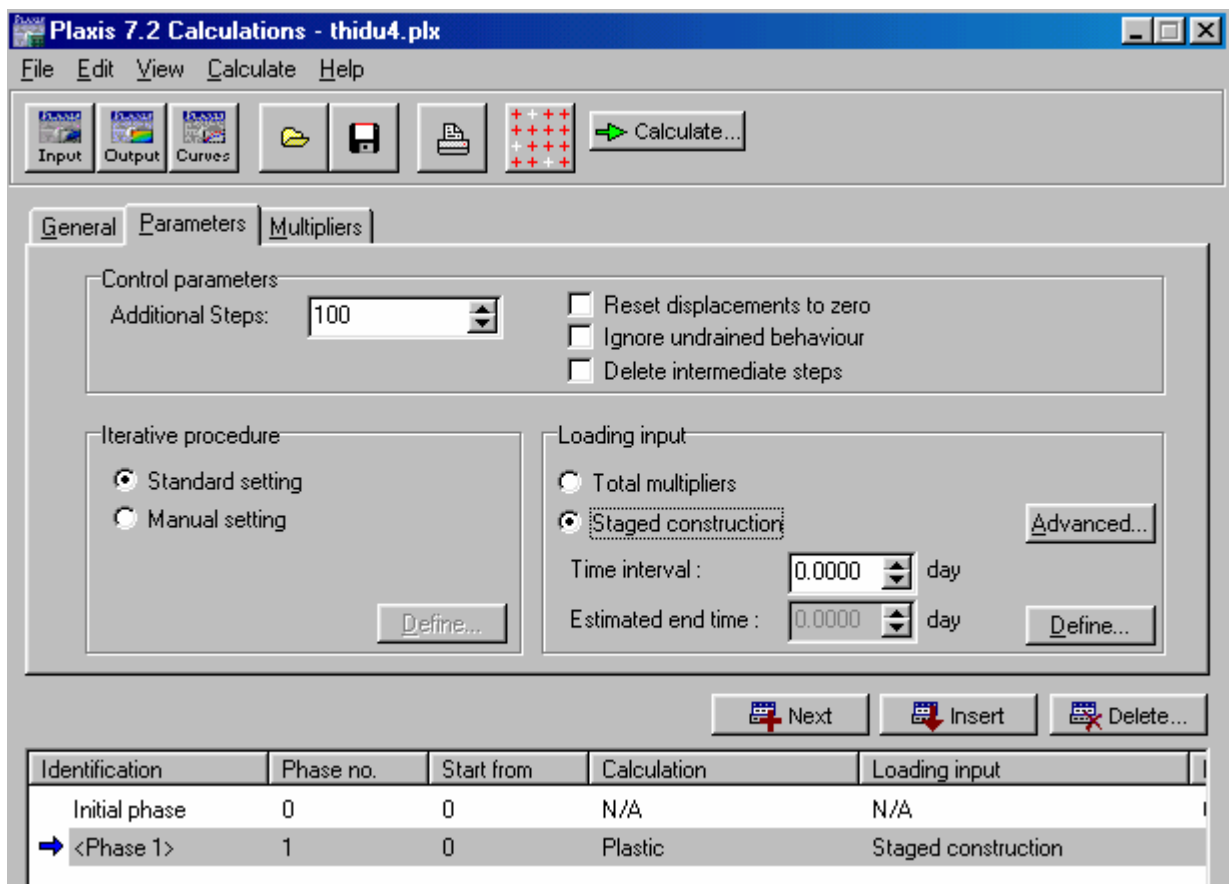 Plaxis 7.2 Calculations - thidu4.plx
File Edit View Calculate Help
Input Output Curves Calculate...
General Parameters Multipliers
Control parameters
Additional Steps: 100
Reset displacements to zero
Ignore undrained behaviour
Delete intermediate steps
Iterative procedure
Standard setting
Manual setting
Define...
Loading input
Total multipliers
Staged construction
Advanced...
Time interval : 0.0000 day
Estimated end time : 0.0000 day
Define...
Next Insert Delete...
Identification Phase no. Start from Calculation Loading input
Initial phase 0 0 N/A N/A
<Phase 1> 1 0 Plastic Staged construction